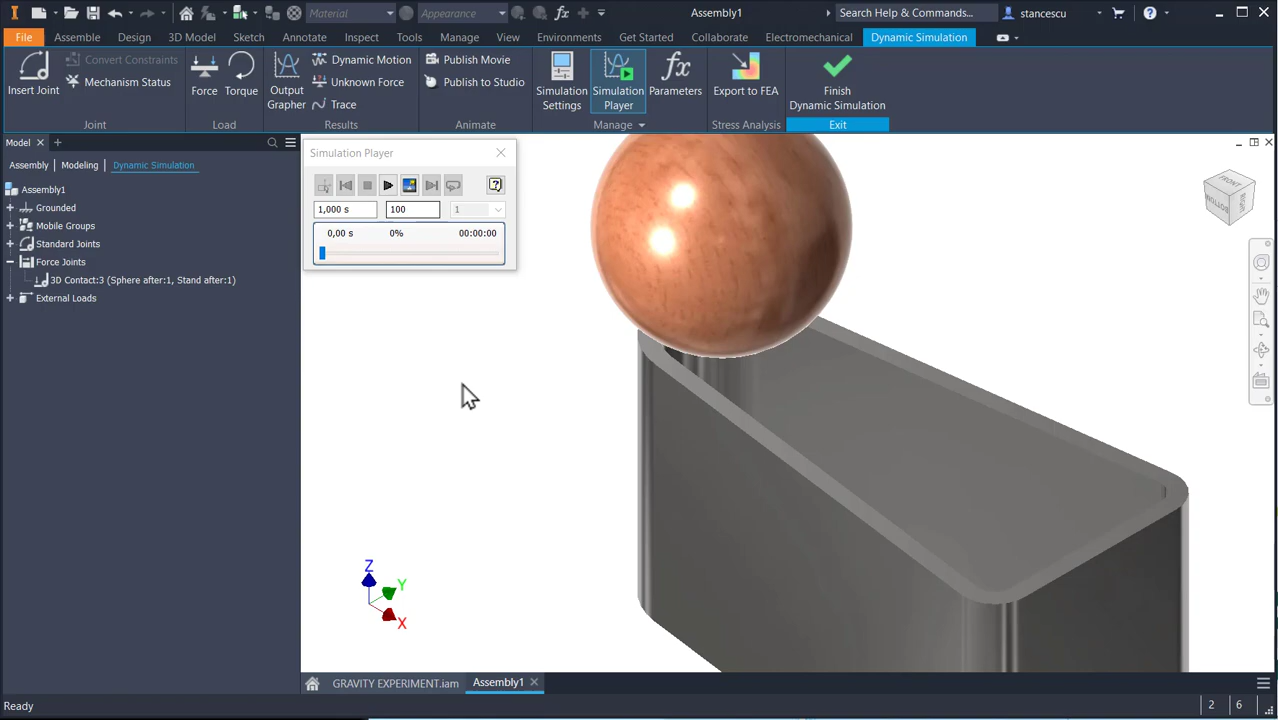 Material
Appearance
Assembly1
Search Help & Commands...
stancescu
File
Assembly
Design
3D Model
Sketch
Annotate
Inspect
Tools
Manage
View
Environments
Get Started
Collaborate
Electromechanical
Dynamic Simulation
Insert Joint
Convert Constraints
Mechanism Status
Joint
Force
Torque
Load
Output
Grapher
Dynamic Motion
Unknown Force
Trace
Results
Publish Movie
Publish to Studio
Animate
Simulation
Settings
Simulation
Player
Parameters
Manage
Export to FEA
Stress Analysis
Finish
Dynamic Simulation
Exit
Model
Assembly
Modeling
Dynamic Simulation
Assembly1
Grounded
Mobile Groups
Standard Joints
Force Joints
3D Contact:3 (Sphere after:1, Stand after:1)
External Loads
Simulation Player
1,000 s
100
1
0,00 s
0%
00:00:00
FRONT
RIGHT
BOTTOM
Z
Y
X
GRAVITY EXPERIMENT.iam
Assembly1
Ready
2
6